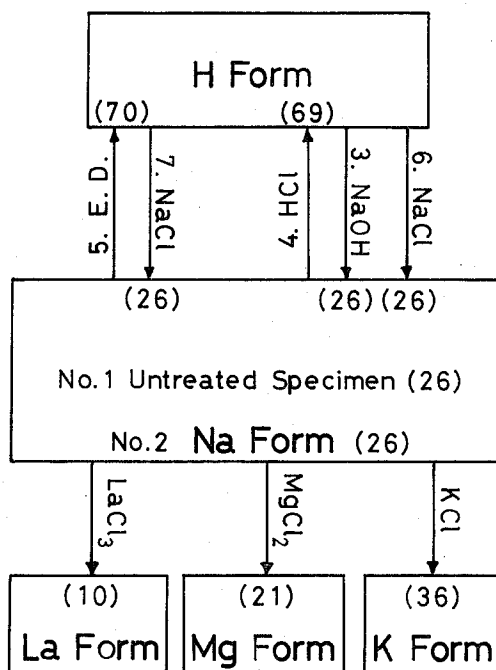 H Form
(70)
(69)
5. E. D.
7. NaCl
4. HCl
3. NaOH
6. NaCl
(26)
(26)
(26)
No.1 Untreated Specimen (26)
No.2 Na Form (26)
LaCl₃
MgCl₂
KCl
(10)
(21)
(36)
La Form
Mg Form
K Form